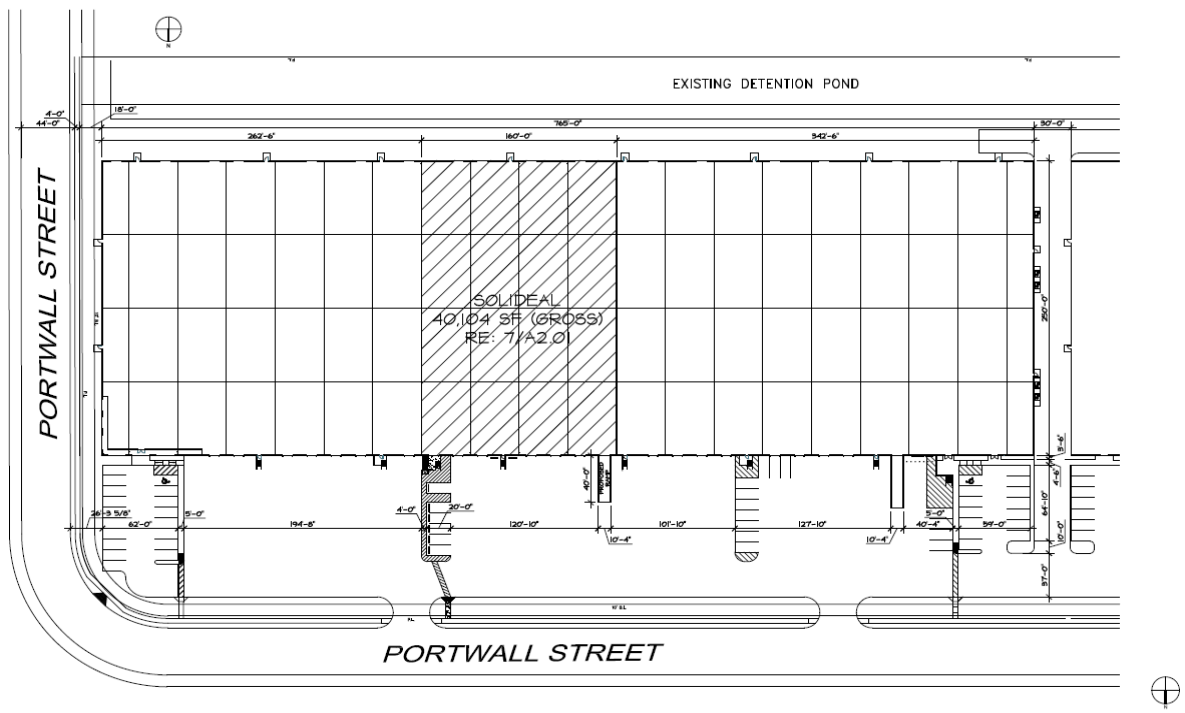 N
EXISTING DETENTION POND
4'-0"
18'-0"
44'-0"
765'-0"
30'-0"
262'-6"
160'-0"
342'-6"
PORTWALL STREET
SOLIDEAL
40,104 SF (GROSS)
RE: 7/A2.01
250'-0"
5'-6"
4'-6"
40'-0"
PROPOSED
RAMP
64'-10"
26'-3 5/8"
62'-0"
5'-0"
194'-8"
4'-0"
20'-0"
120'-10"
10'-4"
101'-10"
127'-10"
10'-4"
40'-4"
5'-0"
59'-0"
10'-0"
37'-0"
P.L.
PORTWALL STREET
N